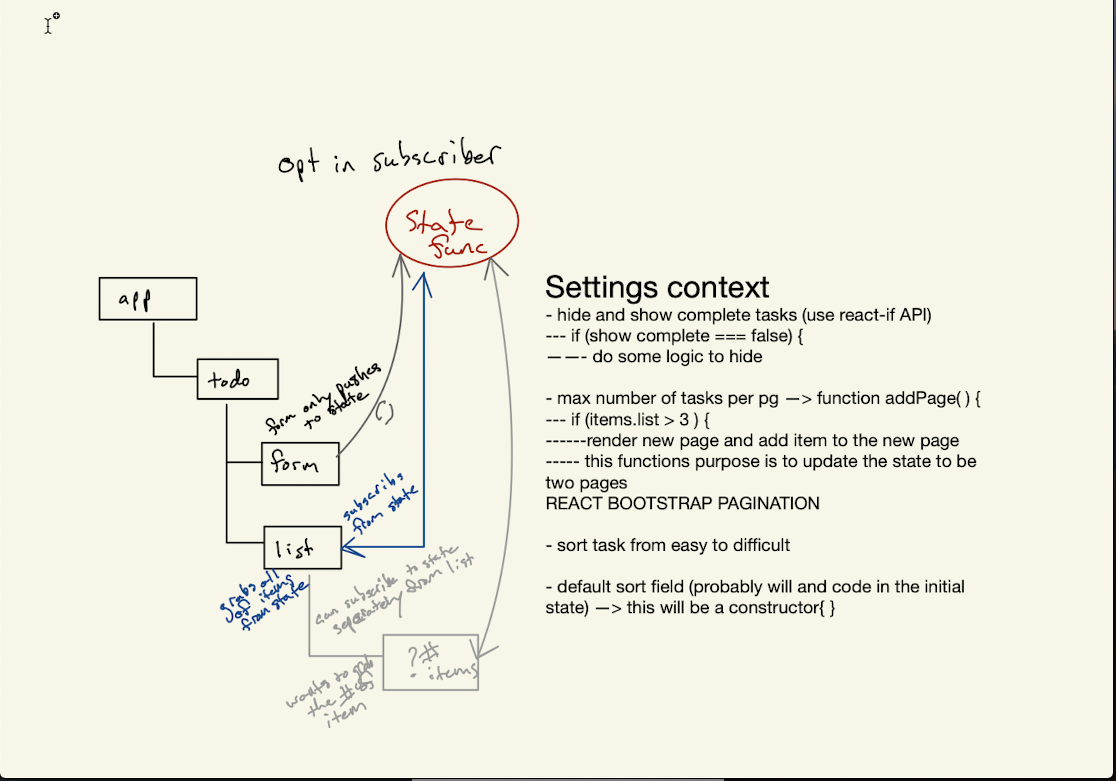 opt in subscriber
State
func
app
todo
form only pushes
to state
form
subscribs
from state
list
grabs all
of items
from state
can subscribe to state
seperately from list
?#
items
wants to
the # of
item
Settings context
- hide and show complete tasks (use react-if API)
--- if (show complete === false) {
——- do some logic to hide
- max number of tasks per pg —> function addPage( ) {
--- if (items.list > 3 ) {
------render new page and add item to the new page
----- this functions purpose is to update the state to be
two pages
REACT BOOTSTRAP PAGINATION
- sort task from easy to difficult
- default sort field (probably will and code in the initial
state) —> this will be a constructor{ }